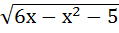 √(6x − x² − 5)